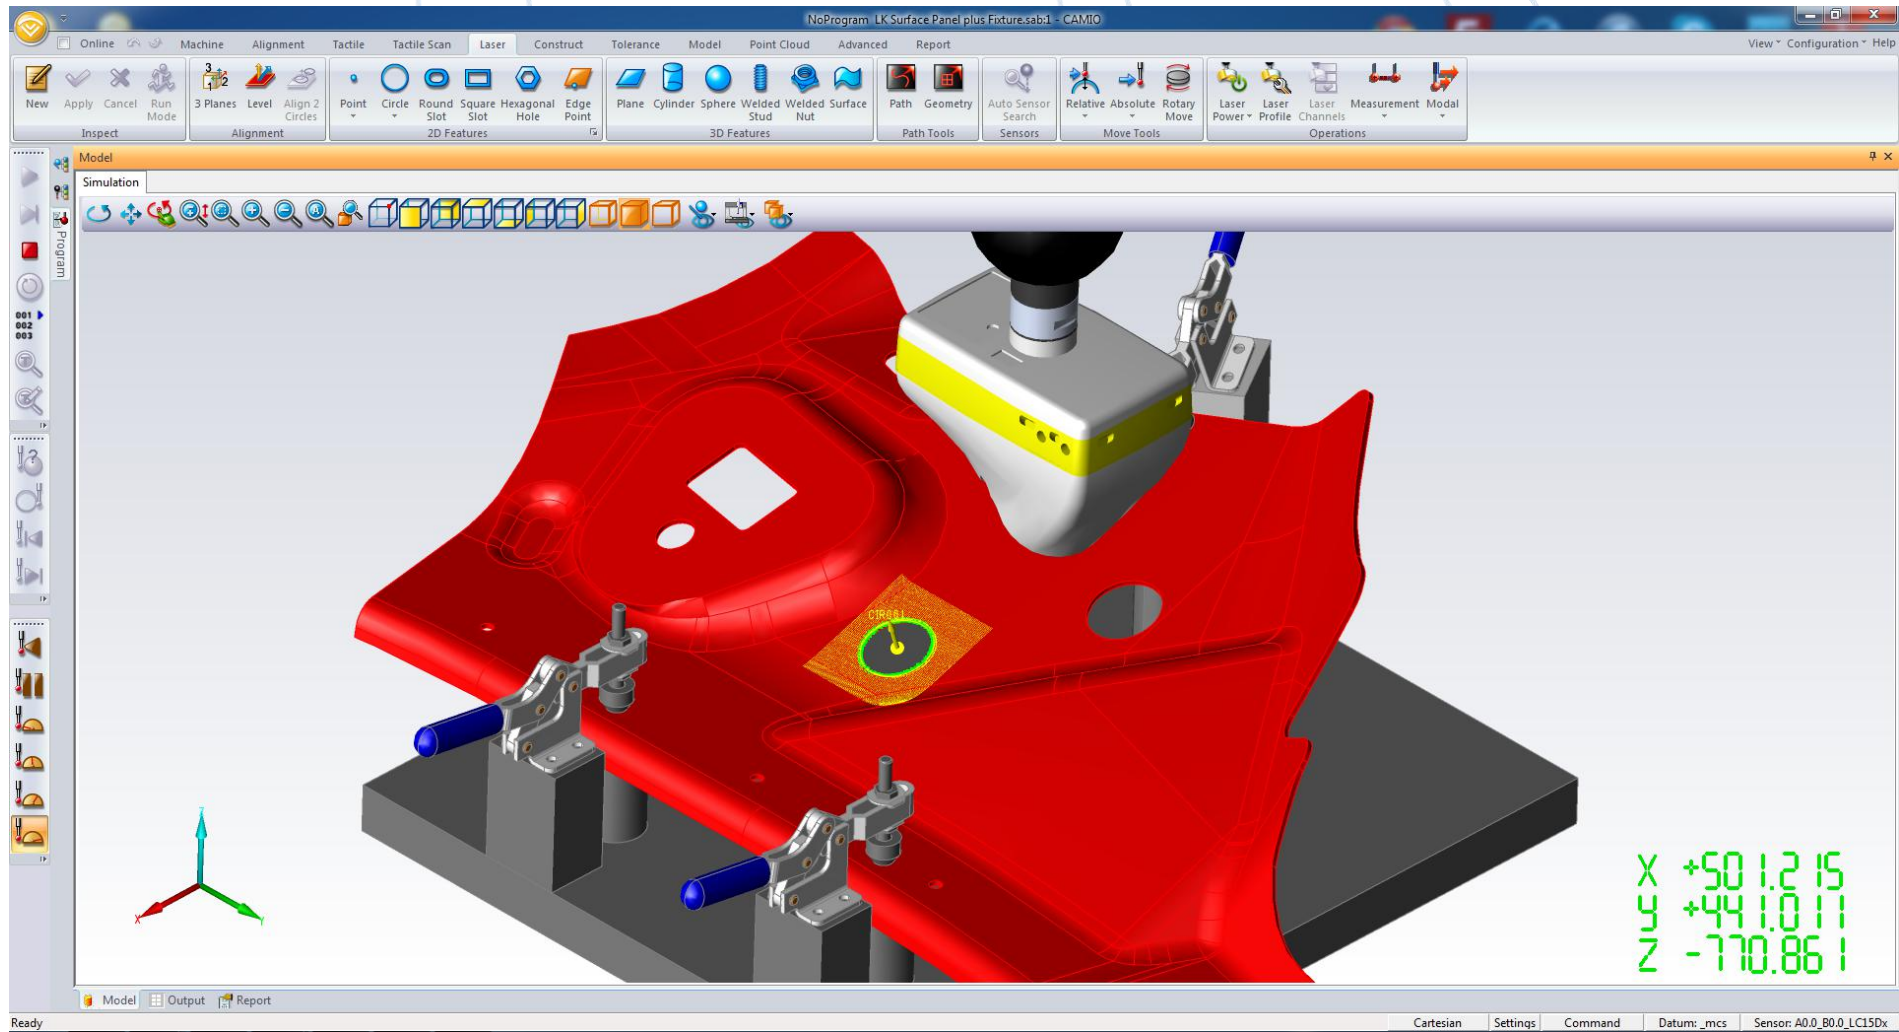 NoProgram LK Surface Panel plus Fixture.sab:1 - CAMIO
Online Machine Alignment Tactile Tactile Scan Laser Construct Tolerance Model Point Cloud Advanced Report View Configuration Help
New Apply Cancel Run Mode
Inspect
3 Planes Level Align 2 Circles
Alignment
Point Circle Round Slot Square Slot Hexagonal Hole Edge Point
2D Features
Plane Cylinder Sphere Welded Stud Welded Nut Surface
3D Features
Path Geometry
Path Tools
Auto Sensor Search
Sensors
Relative Absolute Rotary Move
Move Tools
Laser Power Laser Profile Laser Channels Measurement Modal
Operations
Model
Simulation
Program
001
002
003
Z
X
Y
X +501.215
Y +441.011
Z -770.861
Model Output Report
Ready
Cartesian Settings Command Datum: _mcs Sensor: A0.0_B0.0_LC15Dx